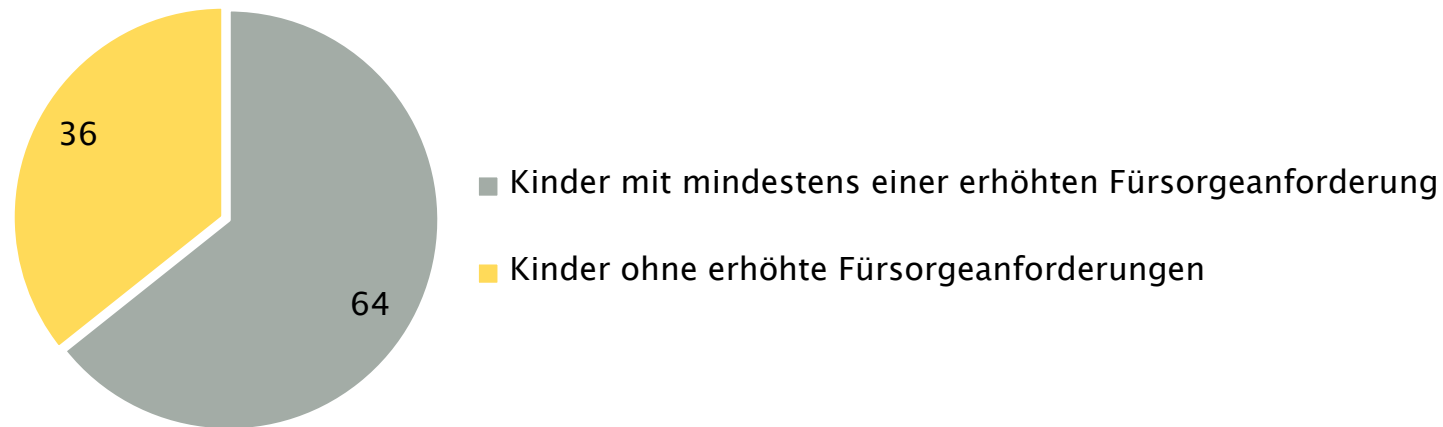 36
Kinder mit mindestens einer erhöhten Fürsorgeanforderung
Kinder ohne erhöhte Fürsorgeanforderungen
64